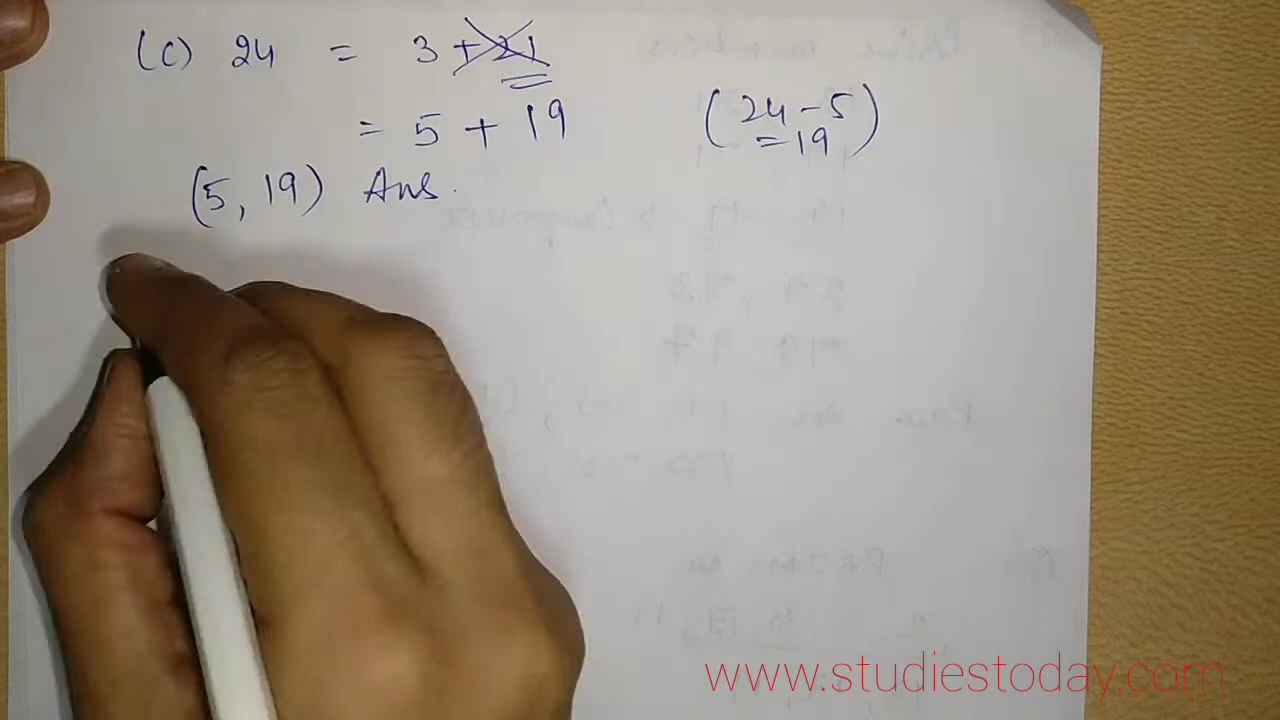 (c) 24 = 3 + 21
= 5 + 19 (24 - 5
= 19)
(5, 19) Ans.
www.studiestoday.com